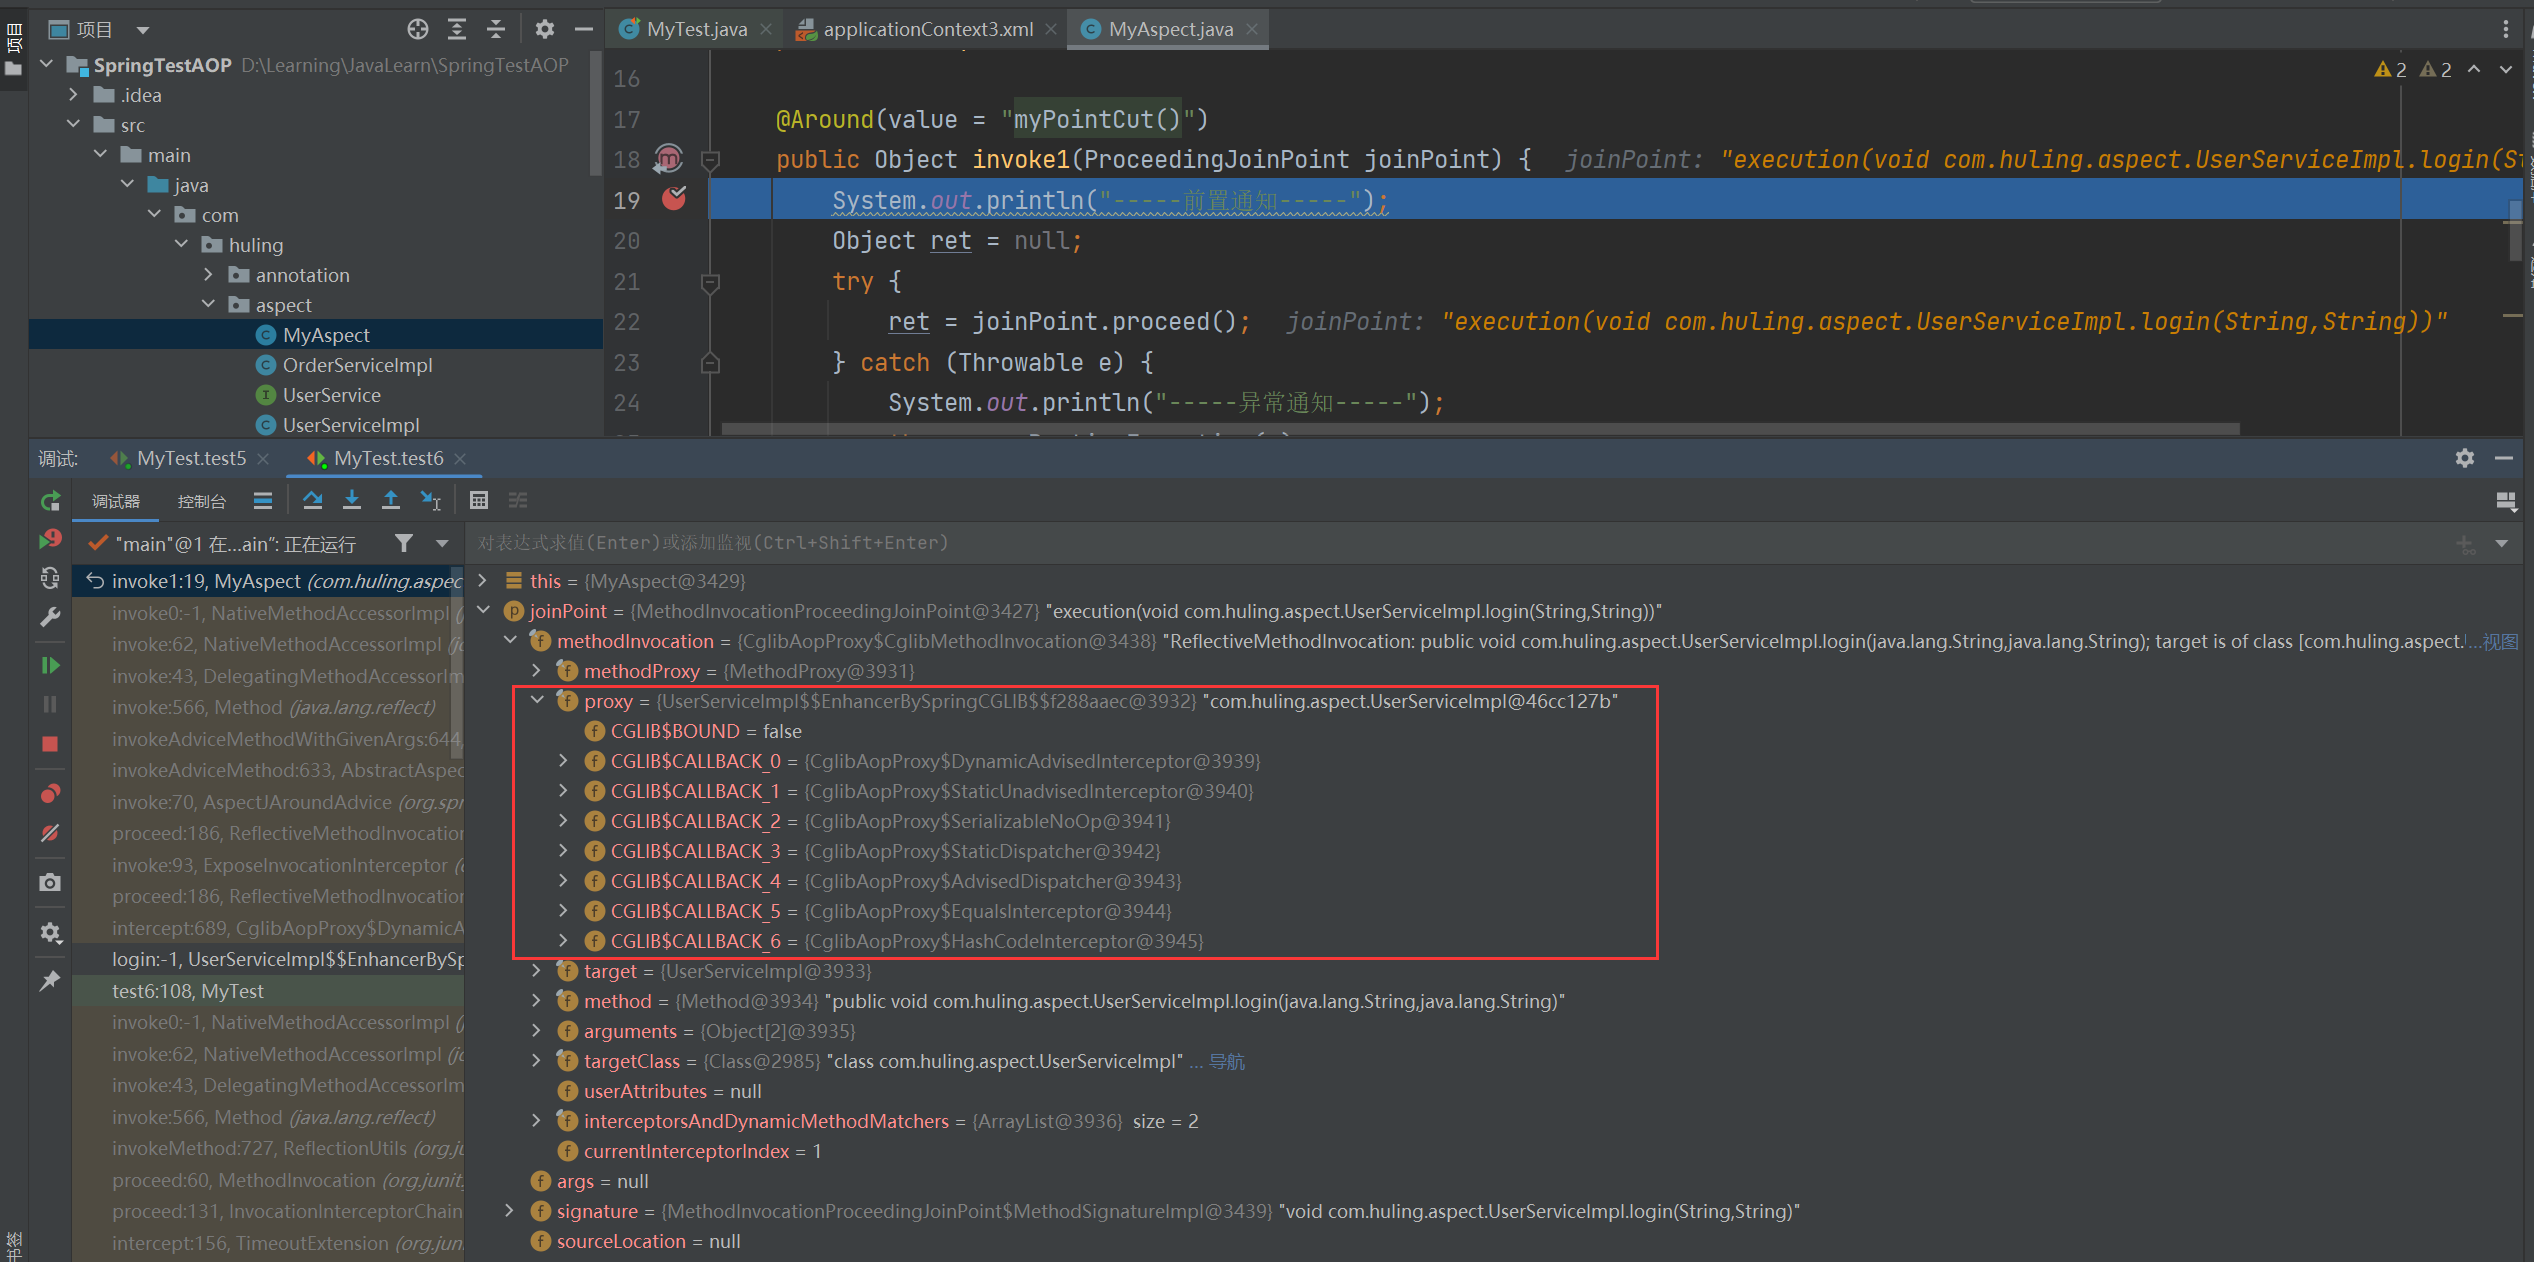 项目
项目
MyTest.java
applicationContext3.xml
MyAspect.java
SpringTestAOP D:\Learning\JavaLearn\SpringTestAOP
.idea
src
main
java
com
huling
annotation
aspect
MyAspect
OrderServiceImpl
UserService
UserServiceImpl
2 2
16
17 @Around(value = "myPointCut()")
18 public Object invoke1(ProceedingJoinPoint joinPoint) { joinPoint: "execution(void com.huling.aspect.UserServiceImpl.login(St
19 System.out.println("-----前置通知-----");
20 Object ret = null;
21 try {
22 ret = joinPoint.proceed(); joinPoint: "execution(void com.huling.aspect.UserServiceImpl.login(String,String))"
23 } catch (Throwable e) {
24 System.out.println("-----异常通知-----");
调试: MyTest.test5 MyTest.test6
调试器 控制台
"main"@1 在...ain": 正在运行
对表达式求值(Enter)或添加监视(Ctrl+Shift+Enter)
invoke1:19, MyAspect (com.huling.aspec
invoke0:-1, NativeMethodAccessorImpl (
invoke:62, NativeMethodAccessorImpl (jc
invoke:43, DelegatingMethodAccessorIm
invoke:566, Method (java.lang.reflect)
invokeAdviceMethodWithGivenArgs:644,
invokeAdviceMethod:633, AbstractAspec
invoke:70, AspectJAroundAdvice (org.spr
proceed:186, ReflectiveMethodInvocation
invoke:93, ExposeInvocationInterceptor (
proceed:186, ReflectiveMethodInvocation
intercept:689, CglibAopProxy$DynamicA
login:-1, UserServiceImpl$$EnhancerBySp
test6:108, MyTest
invoke0:-1, NativeMethodAccessorImpl (j
invoke:62, NativeMethodAccessorImpl (jc
invoke:43, DelegatingMethodAccessorIm
invoke:566, Method (java.lang.reflect)
invokeMethod:727, ReflectionUtils (org.ju
proceed:60, MethodInvocation (org.junit.
proceed:131, InvocationInterceptorChain
intercept:156, TimeoutExtension (org.juni
this = {MyAspect@3429}
joinPoint = {MethodInvocationProceedingJoinPoint@3427} "execution(void com.huling.aspect.UserServiceImpl.login(String,String))"
methodInvocation = {CglibAopProxy$CglibMethodInvocation@3438} "ReflectiveMethodInvocation: public void com.huling.aspect.UserServiceImpl.login(java.lang.String,java.lang.String); target is of class [com.huling.aspect.' ...视图
methodProxy = {MethodProxy@3931}
proxy = {UserServiceImpl$$EnhancerBySpringCGLIB$$f288aaec@3932} "com.huling.aspect.UserServiceImpl@46cc127b"
CGLIB$BOUND = false
CGLIB$CALLBACK_0 = {CglibAopProxy$DynamicAdvisedInterceptor@3939}
CGLIB$CALLBACK_1 = {CglibAopProxy$StaticUnadvisedInterceptor@3940}
CGLIB$CALLBACK_2 = {CglibAopProxy$SerializableNoOp@3941}
CGLIB$CALLBACK_3 = {CglibAopProxy$StaticDispatcher@3942}
CGLIB$CALLBACK_4 = {CglibAopProxy$AdvisedDispatcher@3943}
CGLIB$CALLBACK_5 = {CglibAopProxy$EqualsInterceptor@3944}
CGLIB$CALLBACK_6 = {CglibAopProxy$HashCodeInterceptor@3945}
target = {UserServiceImpl@3933}
method = {Method@3934} "public void com.huling.aspect.UserServiceImpl.login(java.lang.String,java.lang.String)"
arguments = {Object[2]@3935}
targetClass = {Class@2985} "class com.huling.aspect.UserServiceImpl" ... 导航
userAttributes = null
interceptorsAndDynamicMethodMatchers = {ArrayList@3936} size = 2
currentInterceptorIndex = 1
args = null
signature = {MethodInvocationProceedingJoinPoint$MethodSignatureImpl@3439} "void com.huling.aspect.UserServiceImpl.login(String,String)"
sourceLocation = null
书签